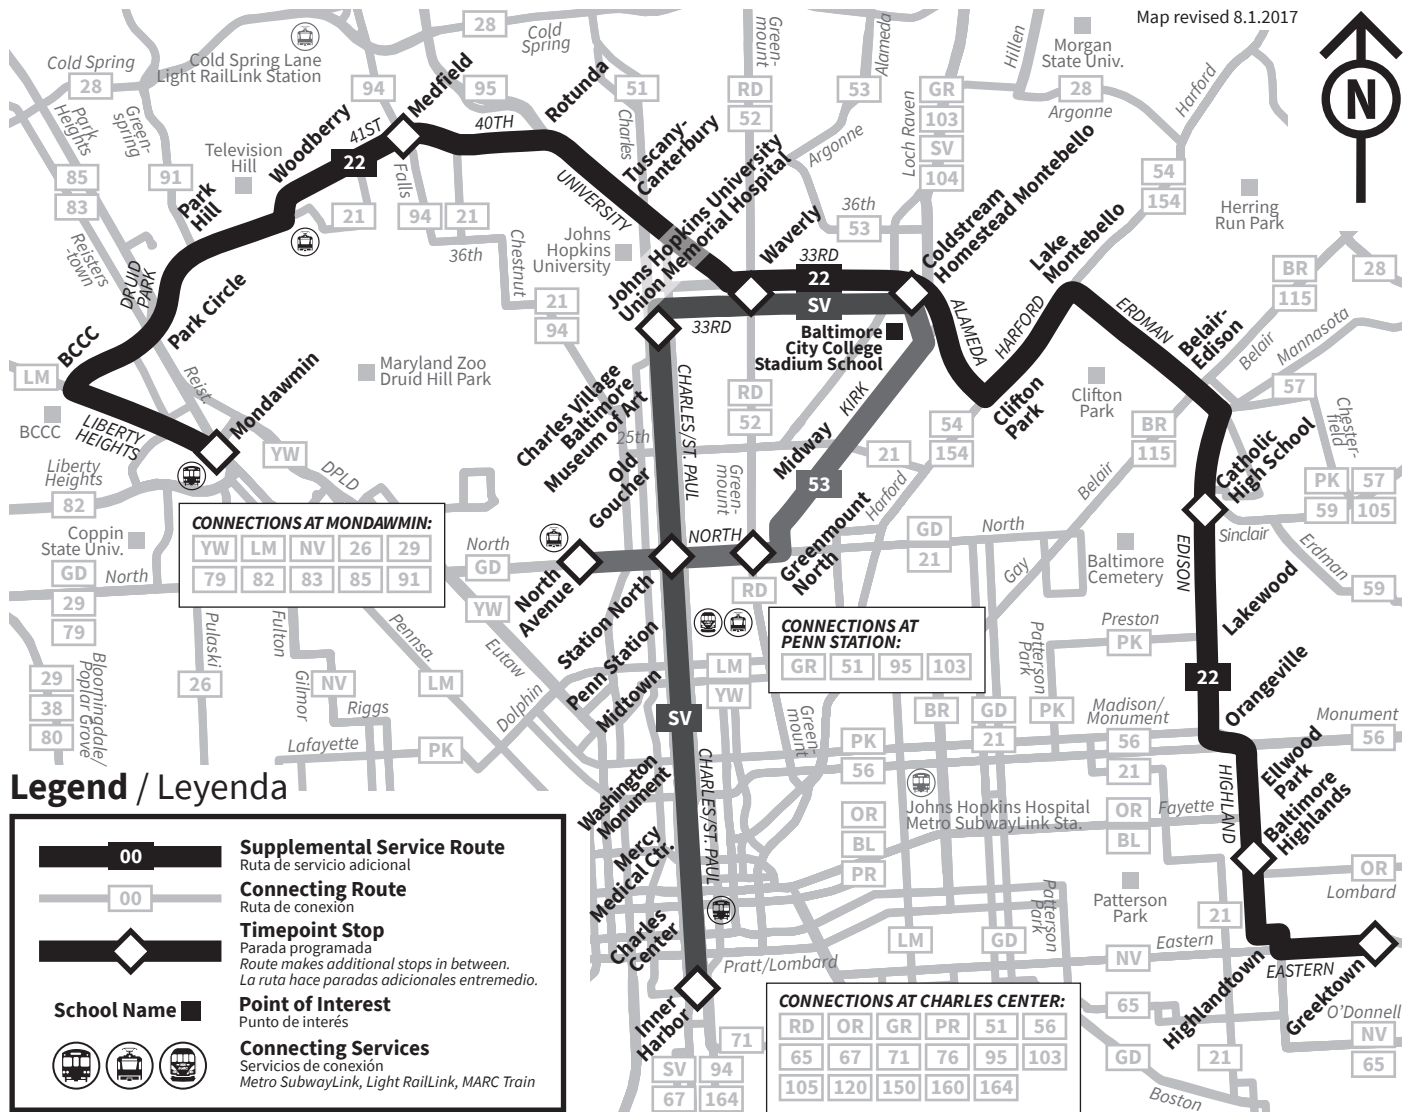 Map revised 8.1.2017
N
28
Cold
Spring
Cold Spring
28
Cold Spring Lane
Light RailLink Station
94
Medfield
95
Rotunda
51
Charles
RD
52
Green-
mount
53
Alameda
GR
103
SV
104
Loch Raven
Hillen
Morgan
State Univ.
28
Argonne
Harford
Park
Heights
Green-
spring
Television
Hill
Woodberry
41ST
22
40TH
Tuscany-
Canterbury
Argonne
85
83
91
Park
Hill
21
Falls
94
21
36th
Chestnut
UNIVERSITY
Johns
Hopkins
University
Johns Hopkins University
Union Memorial Hospital
Waverly
36th
53
Coldstream
Homestead Montebello
54
154
Herring
Run Park
Lake
Montebello
Reisters
-town
DRUID
PARK
Park Circle
21
94
33RD
22
SV
33RD
Baltimore
City College
Stadium School
ALAMEDA
HARFORD
ERDMAN
BR
115
28
Belair-
Edison
Belair
Mannasota
BCCC
LM
BCCC
LIBERTY
HEIGHTS
Reist.
Mondawmin
Maryland Zoo
Druid Hill Park
Charles Village
Baltimore
Museum of Art
25th
CHARLES/ST. PAUL
RD
52
KIRK
Midway
Clifton
Park
Clifton
Park
57
Chester-
field
YW
DPLD
Liberty
Heights
82
Old
Goucher
Green-
mount
53
21
54
154
Harford
BR
115
Belair
Catholic
High School
PK
57
59
105
Coppin
State Univ.
GD
North
29
79
CONNECTIONS AT MONDAWMIN:
YW
LM
NV
26
29
79
82
83
85
91
North
GD
YW
North
Avenue
NORTH
Greenmount
North
GD
21
North
Gay
Baltimore
Cemetery
Sinclair
Erdman
59
EDISON
Lakewood
Station North
RD
CONNECTIONS AT
PENN STATION:
GR
51
95
103
Preston
PK
Patterson
Park
Pulaski
26
Fulton
Gilmor
NV
Riggs
Pennsa.
LM
Eutaw
Dolphin
Penn Station
Midtown
LM
YW
22
Orangeville
29
38
80
Bloomingdale/
Poplar Grove
Lafayette
PK
SV
Green-
mount
PK
56
BR
GD
21
PK
Madison/
Monument
56
21
Monument
56
Ellwood
Park
Baltimore
Highlands
Washington
Monument
CHARLES/ST. PAUL
Johns Hopkins Hospital
Metro SubwayLink Sta.
OR
BL
PR
OR
BL
Fayette
HIGHLAND
Mercy
Medical Ctr.
OR
Lombard
Patterson
Park
Patterson
Park
21
Charles
Center
LM
GD
NV
Eastern
EASTERN
Pratt/Lombard
Inner
Harbor
71
SV
94
67
164
CONNECTIONS AT CHARLES CENTER:
RD
OR
GR
PR
51
56
65
67
71
76
95
103
105
120
150
160
164
65
GD
Boston
21
Highlandtown
Greektown
O'Donnell
NV
65
Legend / Leyenda
00
Supplemental Service Route
Ruta de servicio adicional
00
Connecting Route
Ruta de conexión
Timepoint Stop
Parada programada
Route makes additional stops in between.
La ruta hace paradas adicionales entremedio.
School Name
Point of Interest
Punto de interés
Connecting Services
Servicios de conexión
Metro SubwayLink, Light RailLink, MARC Train